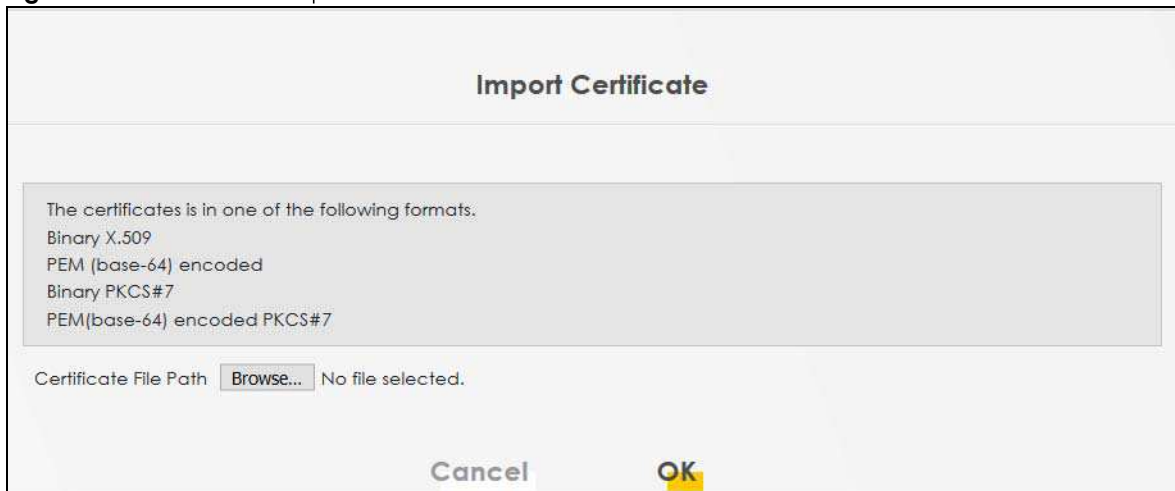 Import Certificate
The certificates is in one of the following formats.
Binary X.509
PEM (base-64) encoded
Binary PKCS#7
PEM(base-64) encoded PKCS#7
Certificate File Path Browse... No file selected.
Cancel OK